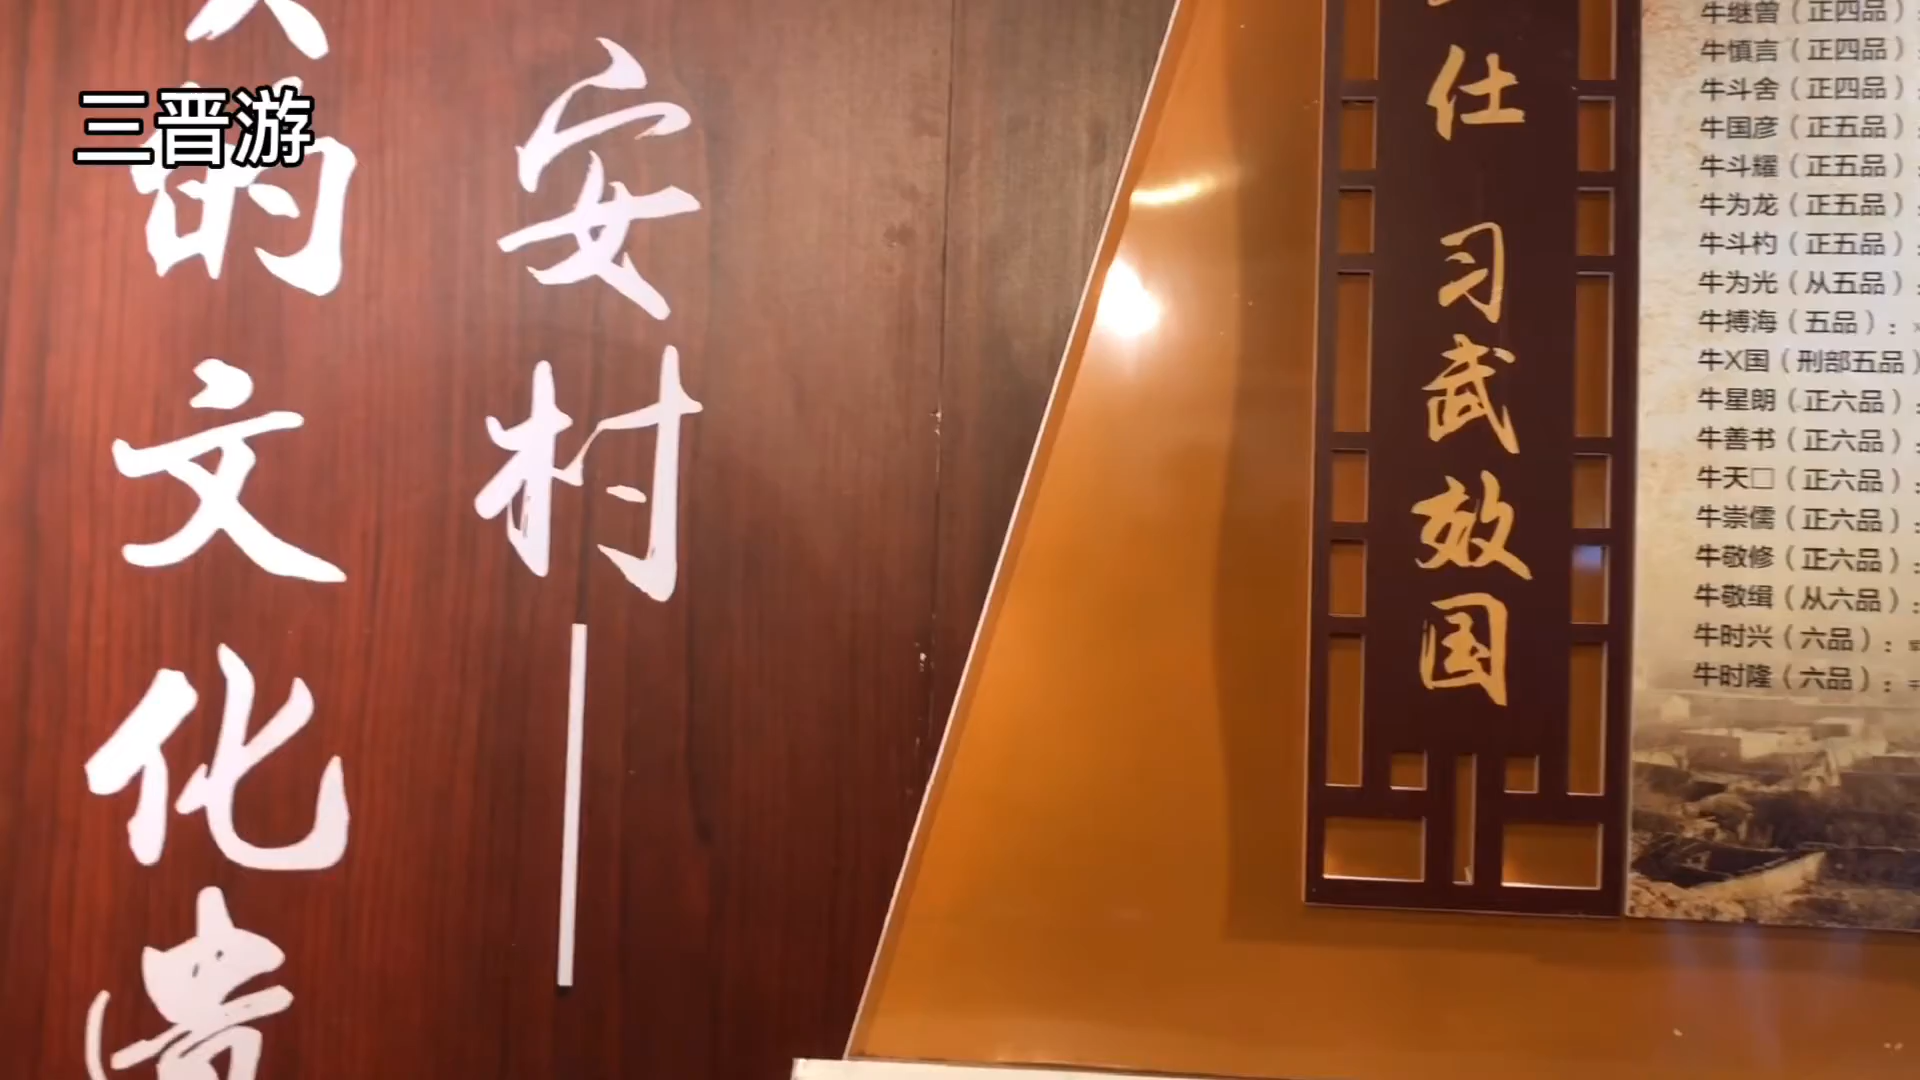 三晋游
安村——
的文化贵
仕 习武效国
牛继曾（正四品）
牛慎言（正四品）
牛斗舍（正四品）
牛国彦（正五品）
牛斗耀（正五品）
牛为龙（正五品）
牛斗杓（正五品）
牛为光（从五品）
牛搏海（五品）：
牛X国（刑部五品）
牛星朗（正六品）：
牛善书（正六品）：
牛天□（正六品）：
牛崇儒（正六品）：
牛敬修（正六品）：
牛敬缉（从六品）：
牛时兴（六品）：
牛时隆（六品）：